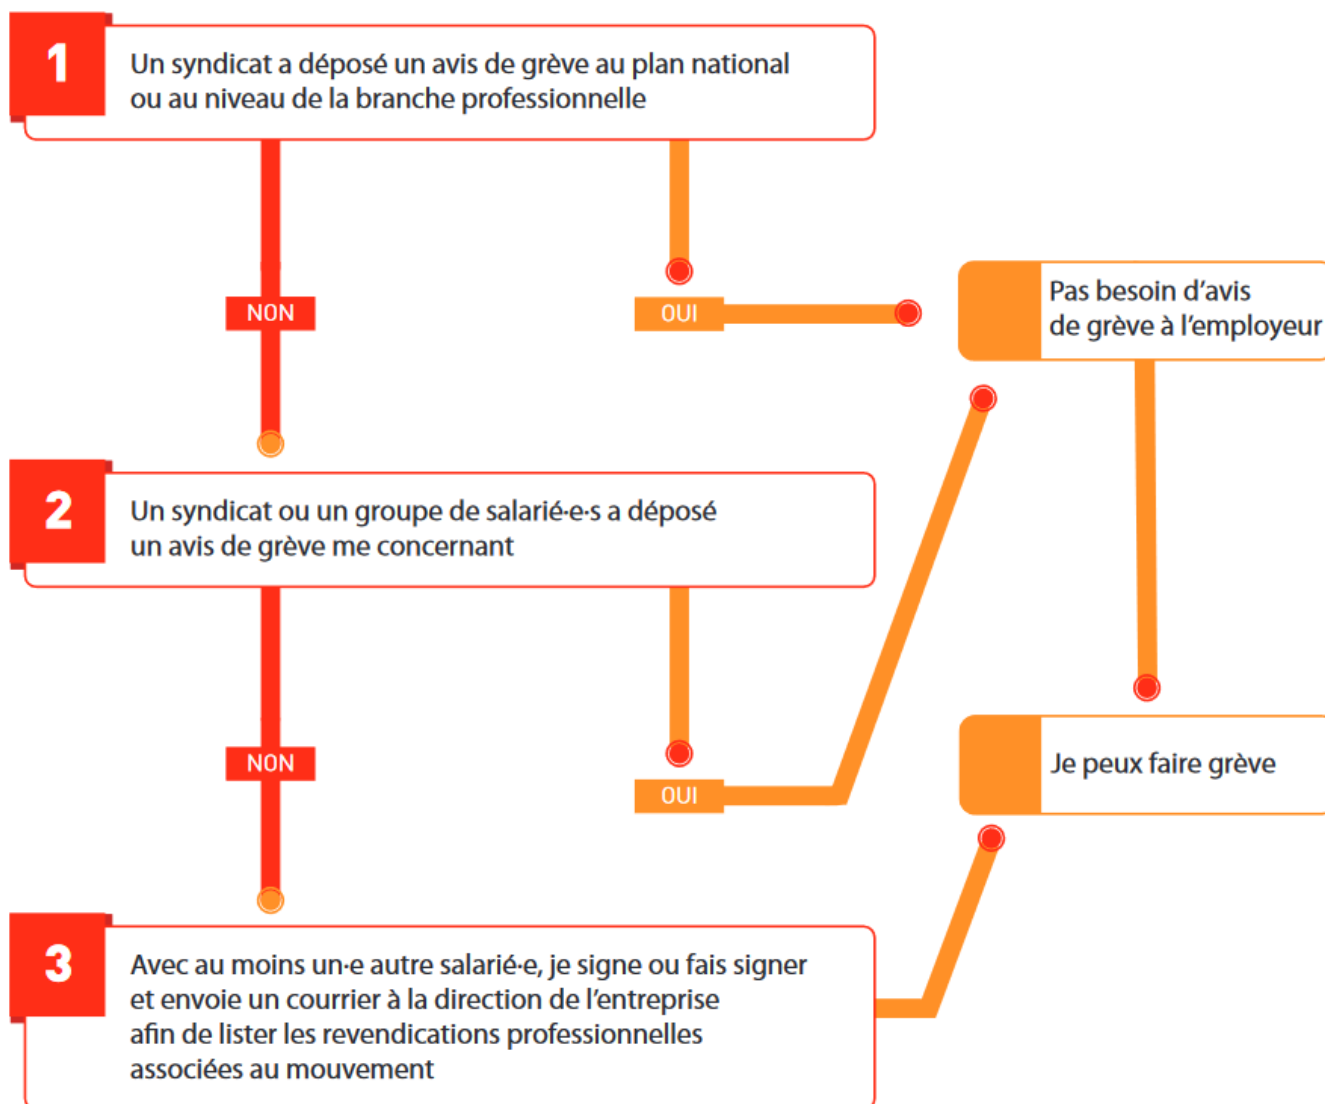 1
Un syndicat a déposé un avis de grève au plan national
ou au niveau de la branche professionnelle
NON
OUI
Pas besoin d’avis
de grève à l’employeur
2
Un syndicat ou un groupe de salarié·e·s a déposé
un avis de grève me concernant
NON
OUI
Je peux faire grève
3
Avec au moins un·e autre salarié·e, je signe ou fais signer
et envoie un courrier à la direction de l’entreprise
afin de lister les revendications professionnelles
associées au mouvement